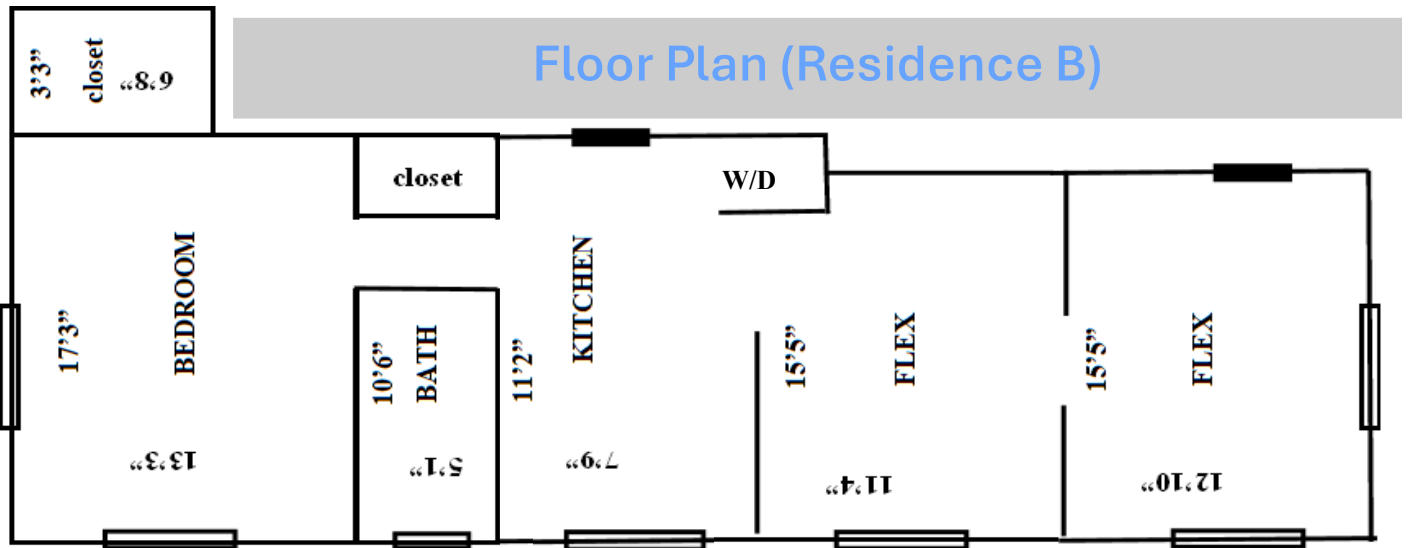 Floor Plan (Residence B)
3’3”
closet
6’8”
closet
W/D
BEDROOM
17’3”
13’3”
BATH
10’6”
5’1”
KITCHEN
11’2”
7’9”
FLEX
15’5”
11’4”
FLEX
15’5”
12’10”